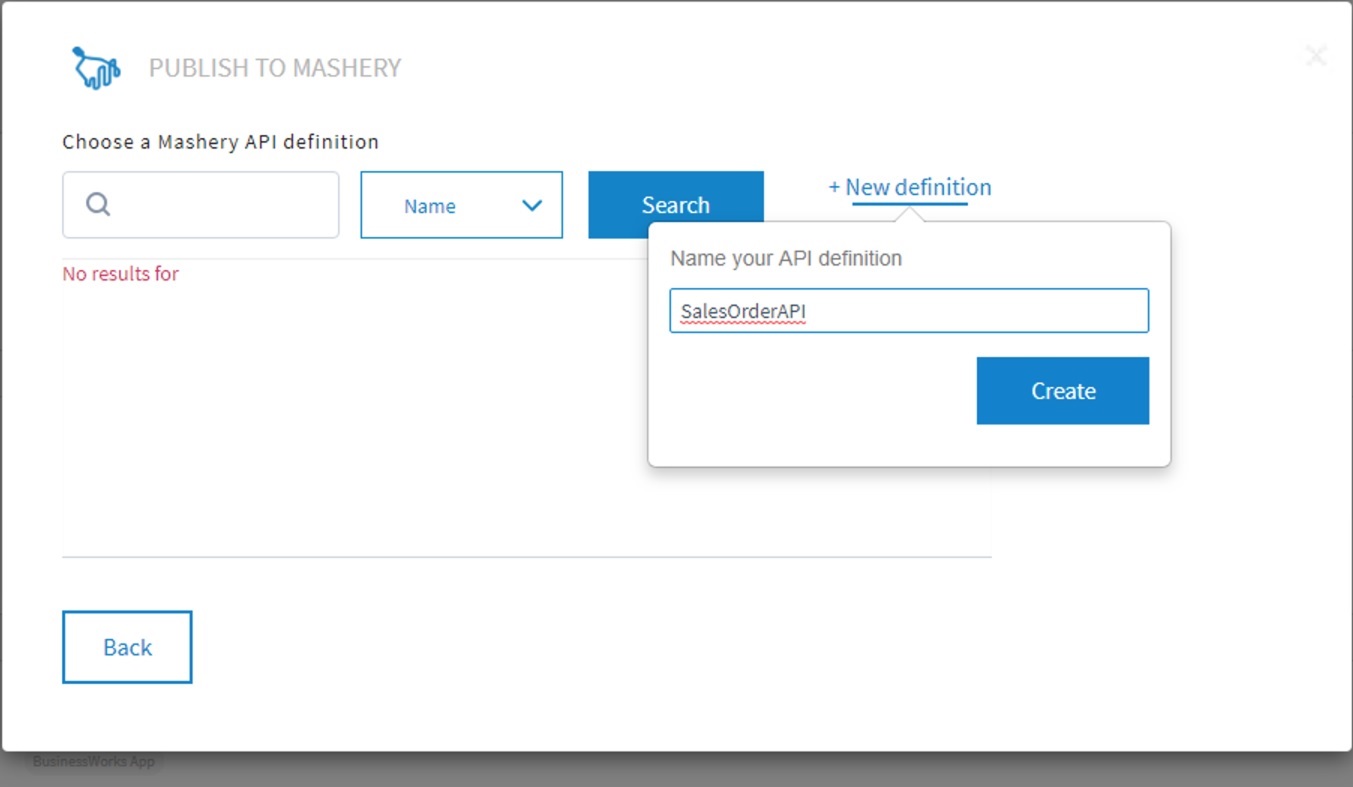 PUBLISH TO MASHERY
Choose a Mashery API definition
Name
Search
+ New definition
No results for
Name your API definition
SalesOrderAPI
Create
Back
BusinessWorks App